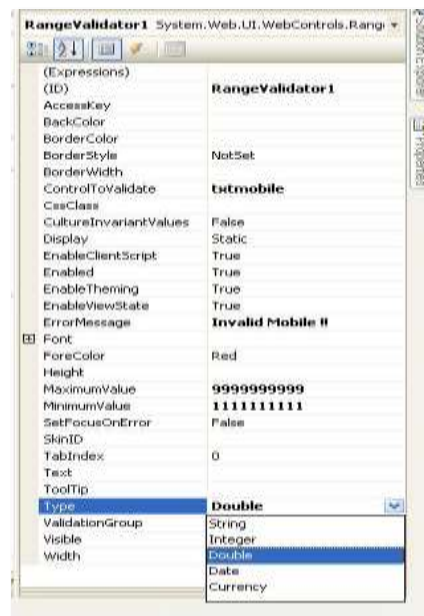 RangeValidator1 System.Web.UI.WebControls.Rang
(Expressions)
(ID) RangeValidator1
AccessKey
BackColor
BorderColor
BorderStyle NotSet
BorderWidth
ControlToValidate txtmobile
CssClass
CultureInvariantValues False
Display Static
EnableClientScript True
Enabled True
EnableTheming True
EnableViewState True
ErrorMessage Invalid Mobile !!
Font
ForeColor Red
Height
MaximumValue 9999999999
MinimumValue 1111111111
SetFocusOnError False
SkinID
TabIndex 0
Text
ToolTip
Type Double
ValidationGroup String
Visible Integer
Double
Width Date
Currency
Solution Explorer
Properties